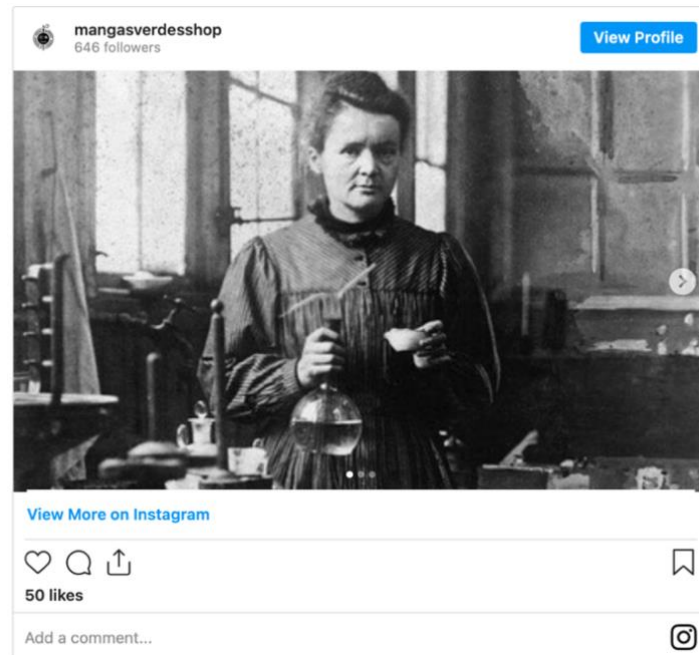 mangasverdesshop
646 followers
View Profile
View More on Instagram
50 likes
Add a comment...